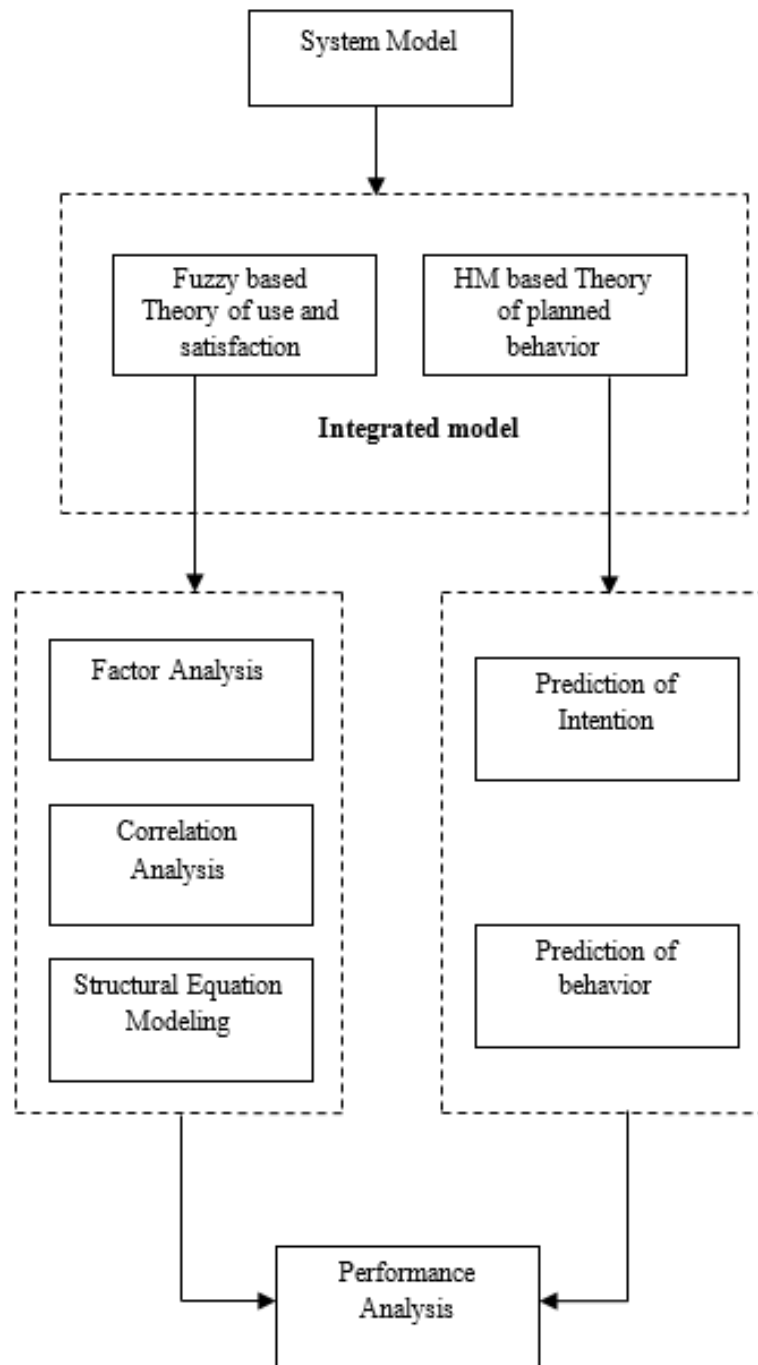 System Model
Fuzzy based
Theory of use and
satisfaction
HM based Theory
of planned
behavior
Integrated model
Factor Analysis
Correlation
Analysis
Structural Equation
Modeling
Prediction of
Intention
Prediction of
behavior
Performance
Analysis